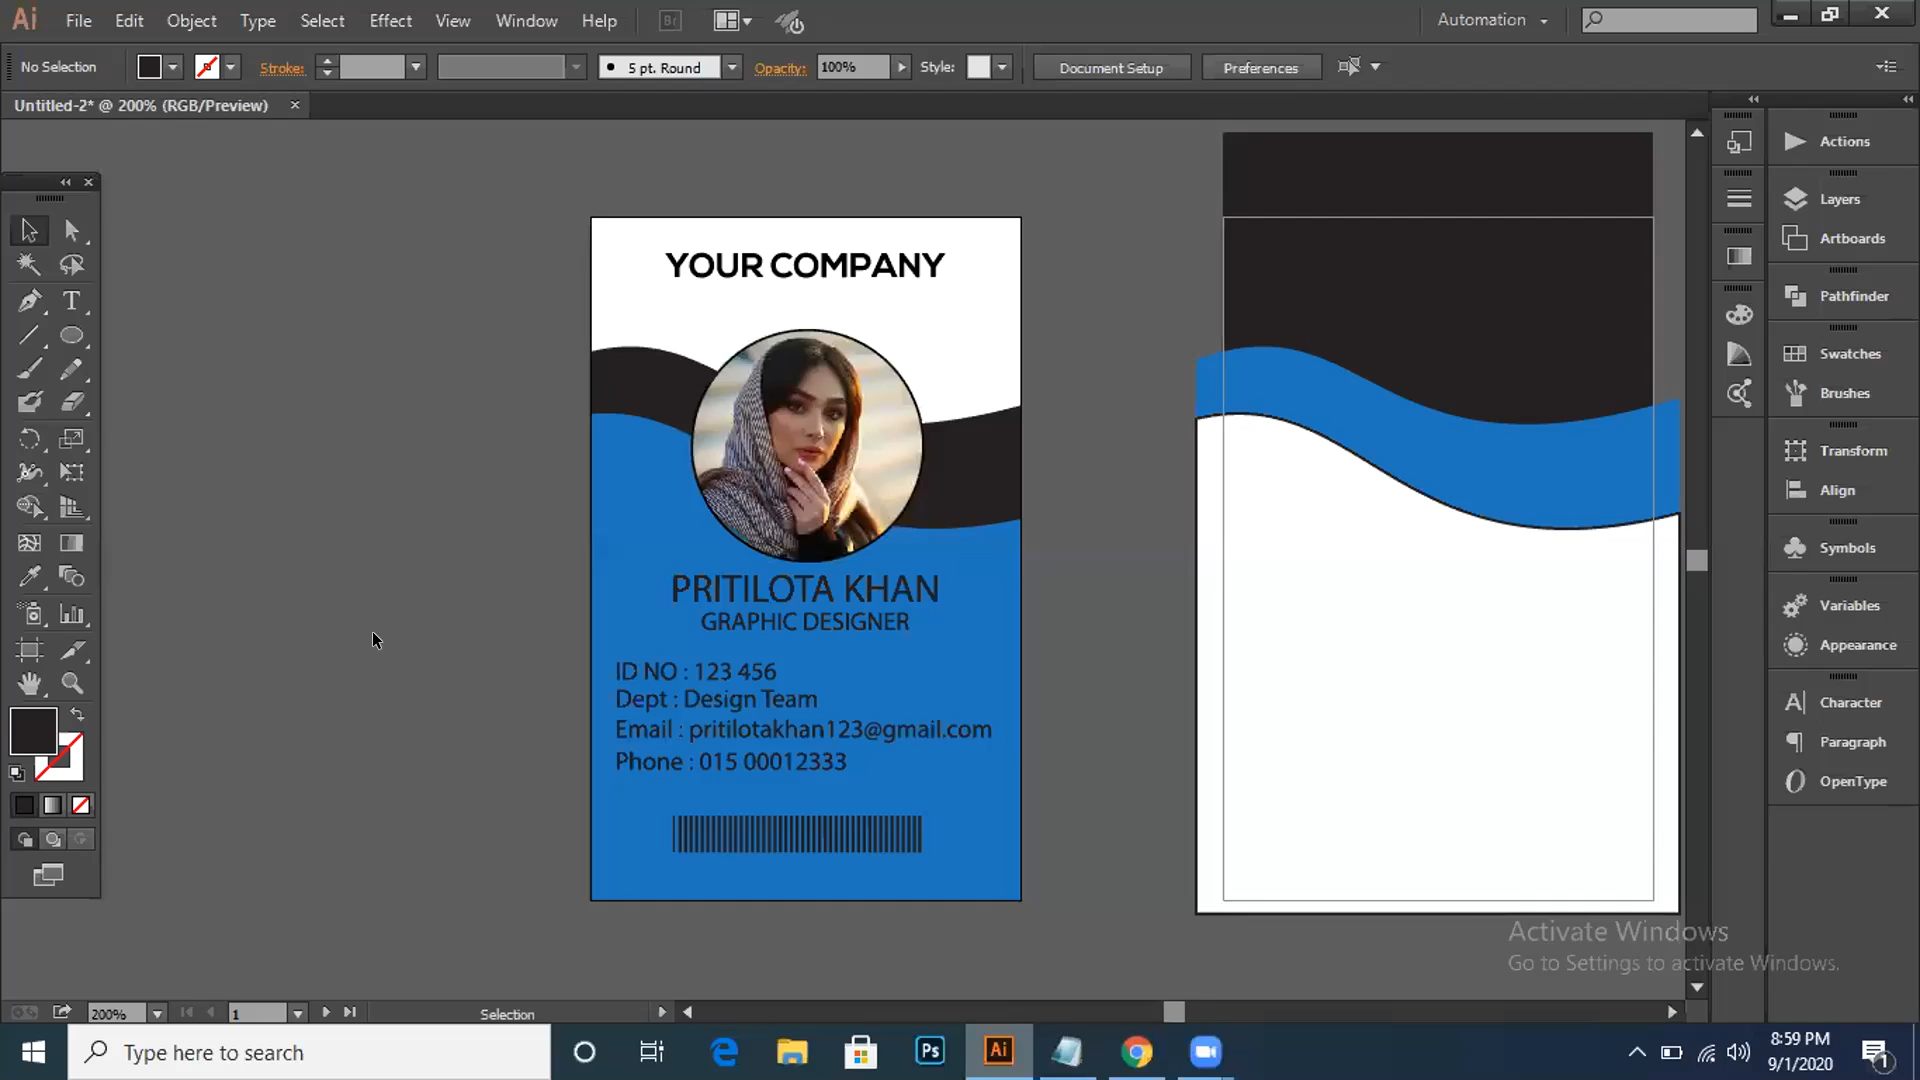 Ai File Edit Object Type Select Effect View Window Help Br Automation
No Selection Stroke: 5 pt. Round Opacity: 100% Style: Document Setup Preferences
Untitled-2* @ 200% (RGB/Preview)
YOUR COMPANY
PRITILOTA KHAN
GRAPHIC DESIGNER
ID NO : 123 456
Dept : Design Team
Email : pritilotakhan123@gmail.com
Phone : 015 00012333
Actions
Layers
Artboards
Pathfinder
Swatches
Brushes
Transform
Align
Symbols
Variables
Appearance
Character
Paragraph
OpenType
Activate Windows
Go to Settings to activate Windows.
200% 1 Selection
Type here to search
Ps Ai
8:59 PM
9/1/2020
1